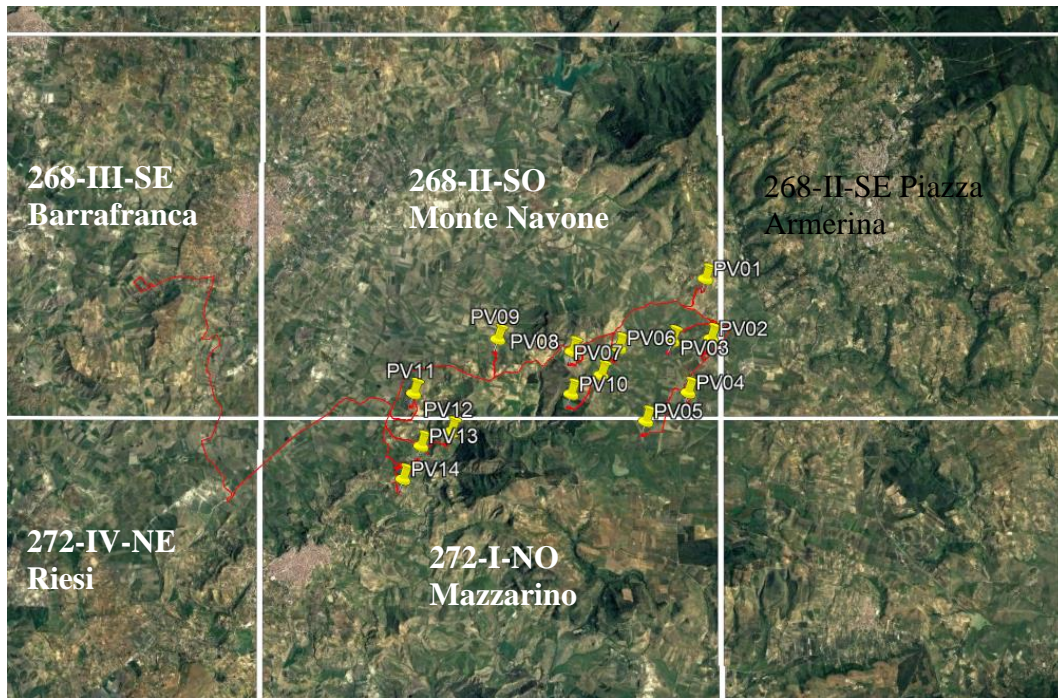 268-III-SE
Barrafranca
268-II-SO
Monte Navone
268-II-SE Piazza
Armerina
PV01
PV09
PV08
PV02
PV06
PV03
PV07
PV11
PV10
PV04
PV12
PV05
PV13
PV14
272-IV-NE
Riesi
272-I-NO
Mazzarino